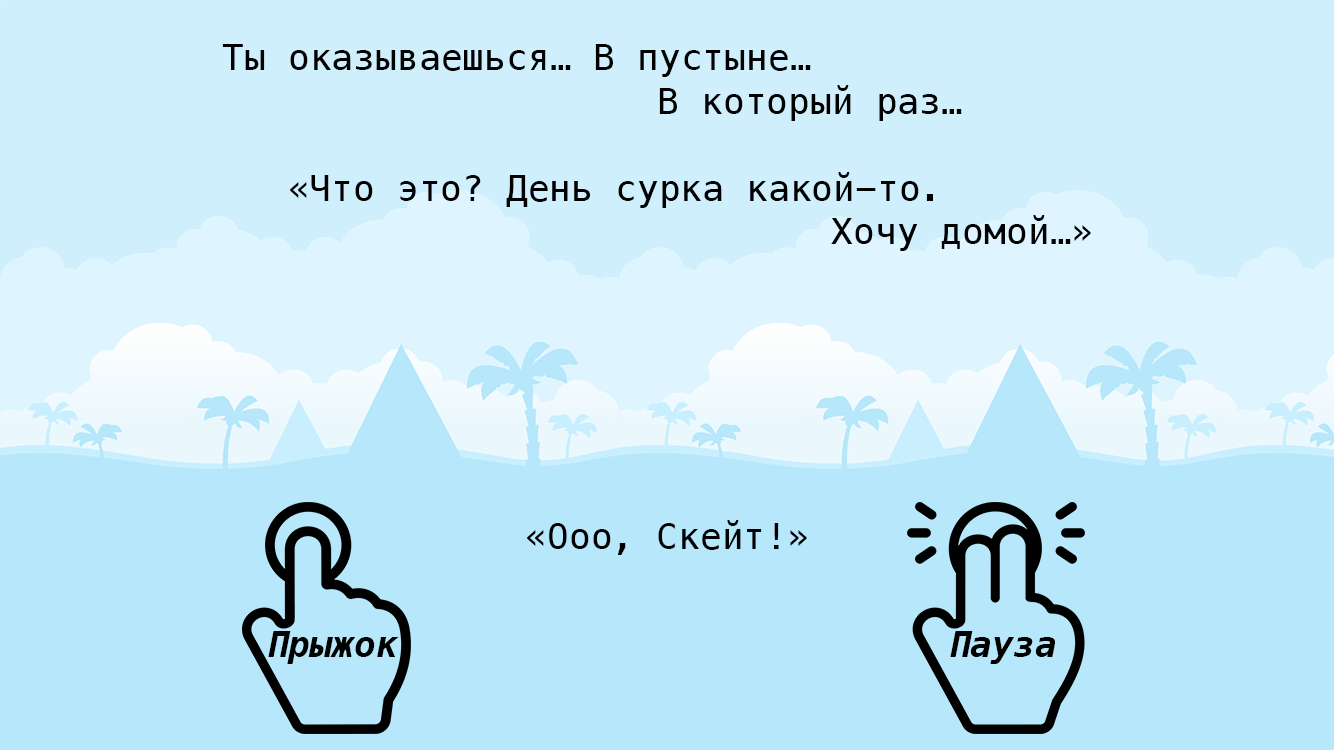 Ты оказываешься… В пустыне…
В который раз…
«Что это? День сурка какой–то.
Хочу домой…»
«Ооо, Скейт!»
Прыжок
Пауза